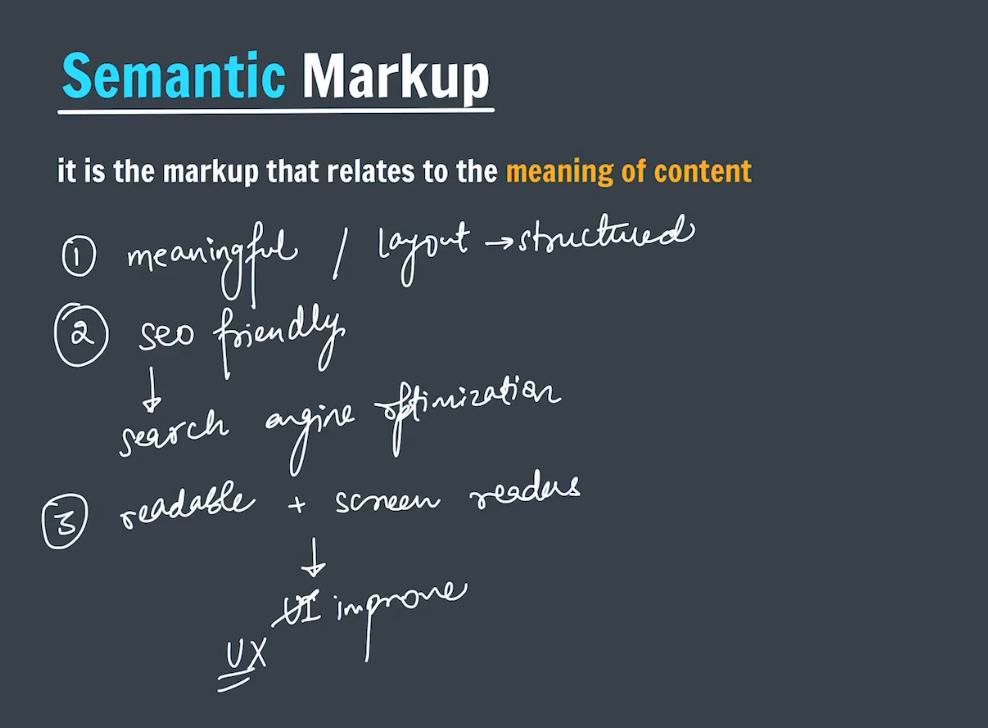 Semantic Markup
it is the markup that relates to the meaning of content
① meaningful / layout → structured
② seo friendly
↓
search engine optimization
③ readable + screen readers
↓
UI improve
UX